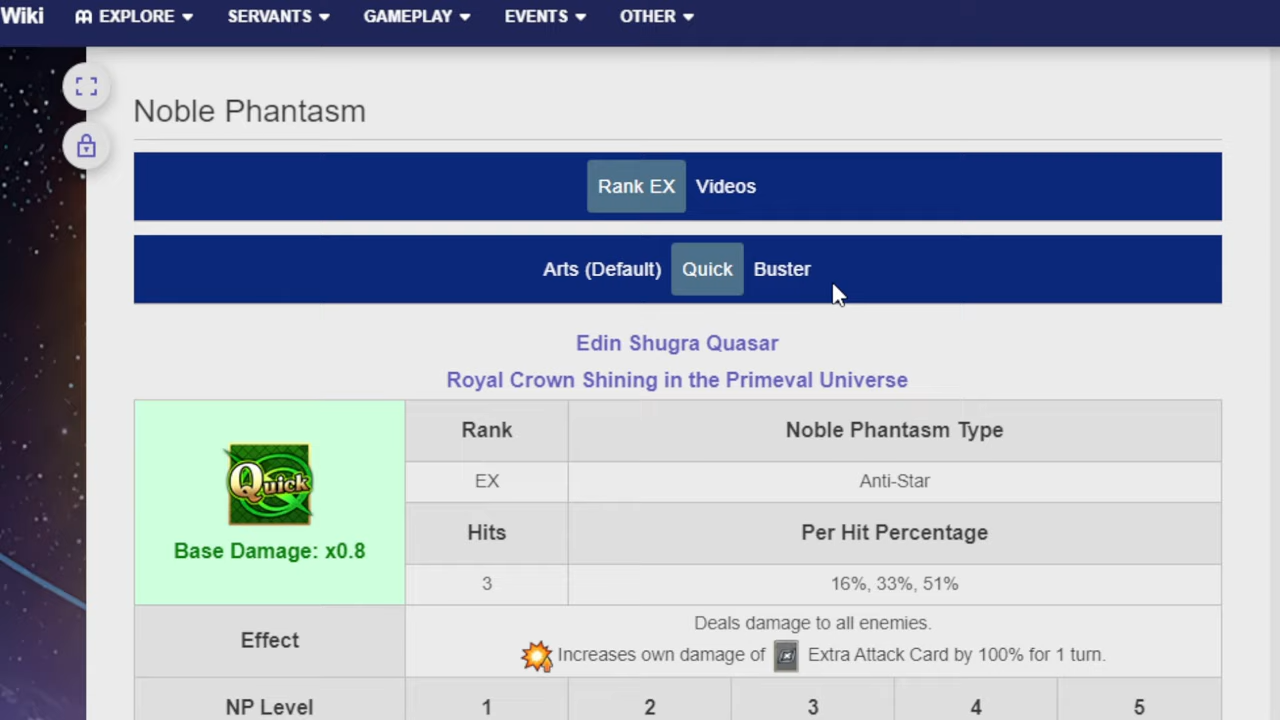 Wiki EXPLORE SERVANTS GAMEPLAY EVENTS OTHER
Noble Phantasm
Rank EX Videos
Arts (Default) Quick Buster
Edin Shugra Quasar
Royal Crown Shining in the Primeval Universe
Rank Noble Phantasm Type
Quick
EX Anti-Star
Base Damage: x0.8
Hits Per Hit Percentage
3 16%, 33%, 51%
Effect
Deals damage to all enemies.
Increases own damage of Extra Attack Card by 100% for 1 turn.
NP Level 1 2 3 4 5